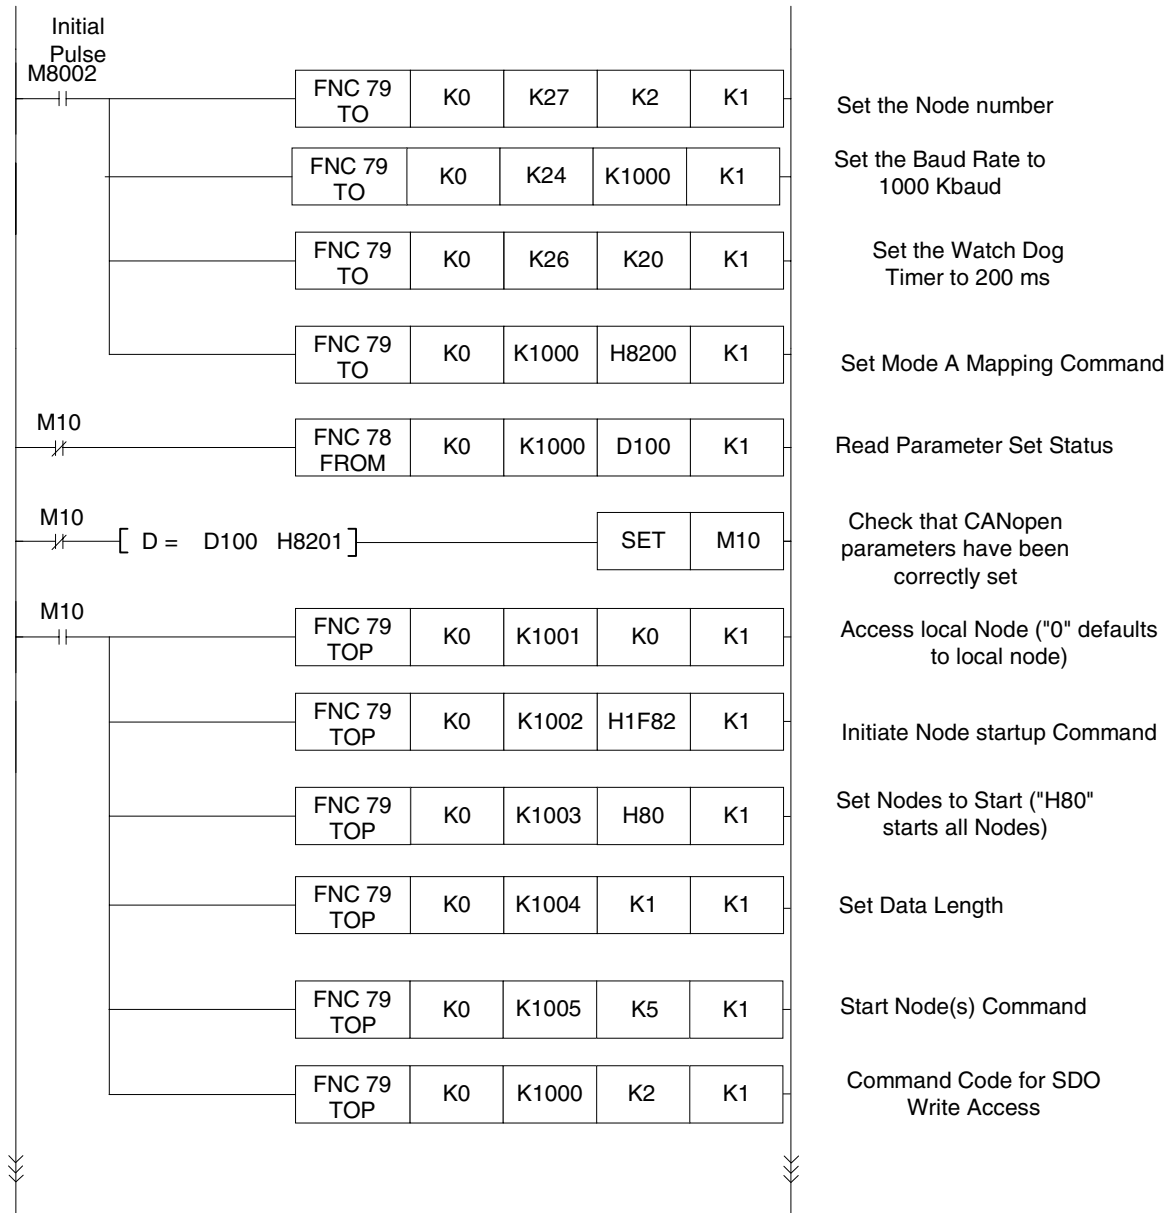 Initial
Pulse
M8002
FNC 79
TO
K0
K27
K2
K1
Set the Node number
FNC 79
TO
K0
K24
K1000
K1
Set the Baud Rate to
1000 Kbaud
FNC 79
TO
K0
K26
K20
K1
Set the Watch Dog
Timer to 200 ms
FNC 79
TO
K0
K1000
H8200
K1
Set Mode A Mapping Command
M10
FNC 78
FROM
K0
K1000
D100
K1
Read Parameter Set Status
M10
[ D = D100 H8201 ]
SET
M10
Check that CANopen
parameters have been
correctly set
M10
FNC 79
TOP
K0
K1001
K0
K1
Access local Node ("0" defaults
to local node)
FNC 79
TOP
K0
K1002
H1F82
K1
Initiate Node startup Command
FNC 79
TOP
K0
K1003
H80
K1
Set Nodes to Start ("H80"
starts all Nodes)
FNC 79
TOP
K0
K1004
K1
K1
Set Data Length
FNC 79
TOP
K0
K1005
K5
K1
Start Node(s) Command
FNC 79
TOP
K0
K1000
K2
K1
Command Code for SDO
Write Access